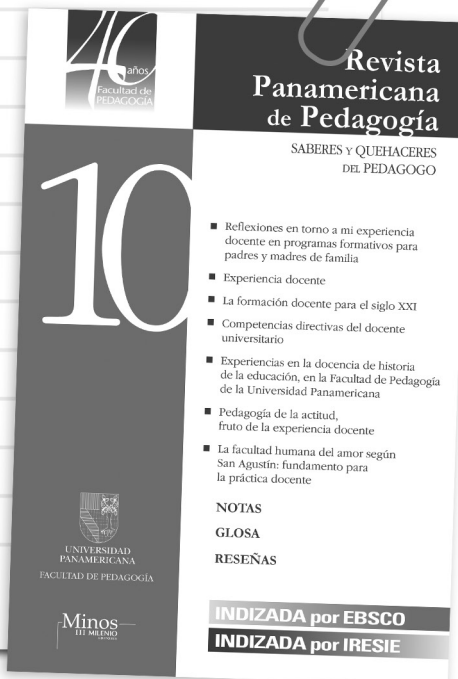 40
años
Facultad de
PEDAGOGÍA
Revista
Panamericana
de Pedagogía
SABERES Y QUEHACERES
DEL PEDAGOGO
10
■ Reflexiones en torno a mi experiencia
docente en programas formativos para
padres y madres de familia
■ Experiencia docente
■ La formación docente para el siglo XXI
■ Competencias directivas del docente
universitario
■ Experiencias en la docencia de historia
de la educación, en la Facultad de Pedagogía
de la Universidad Panamericana
■ Pedagogía de la actitud,
fruto de la experiencia docente
■ La facultad humana del amor según
San Agustín: fundamento para
la práctica docente
NOTAS
GLOSA
RESEÑAS
UNIVERSIDAD
PANAMERICANA
FACULTAD DE PEDAGOGÍA
Minos
III MILENIO
INDIZADA por EBSCO
INDIZADA por IRESIE